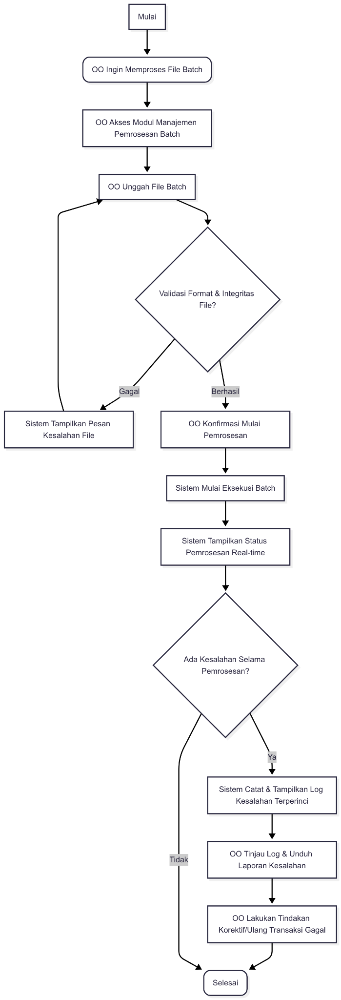 Mulai
OO Ingin Memproses File Batch
OO Akses Modul Manajemen
Pemrosesan Batch
OO Unggah File Batch
Validasi Format & Integritas
File?
Gagal
Berhasil
Sistem Tampilkan Pesan
Kesalahan File
OO Konfirmasi Mulai
Pemrosesan
Sistem Mulai Eksekusi Batch
Sistem Tampilkan Status
Pemrosesan Real-time
Ada Kesalahan Selama
Pemrosesan?
Ya
Sistem Catat & Tampilkan Log
Kesalahan Terperinci
Tidak
OO Tinjau Log & Unduh
Laporan Kesalahan
OO Lakukan Tindakan
Korektif/Ulang Transaksi Gagal
Selesai